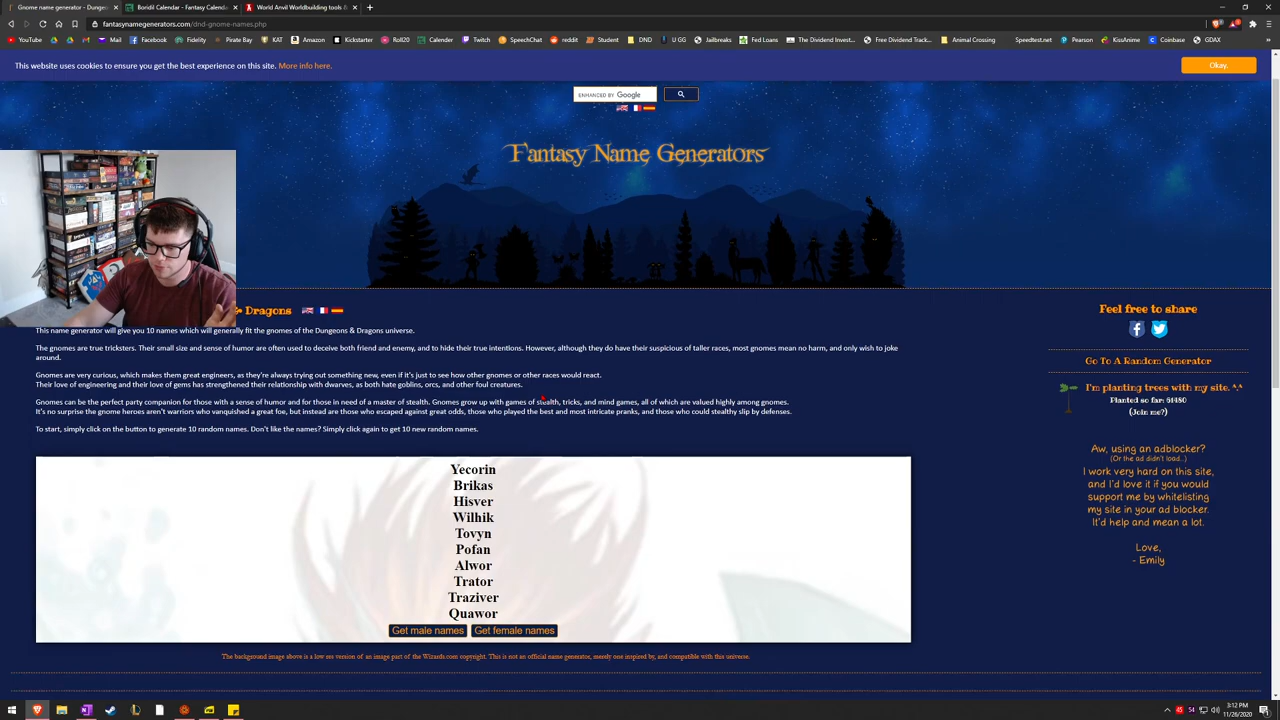 Gnome name generator - Dungeo
Boridil Calendar - Fantasy Calenda
World Anvil Worldbuilding tools &
fantasynamegenerators.com/dnd-gnome-names.php
YouTube
Mail
Facebook
Fidelity
Pirate Bay
KAT
Amazon
Kickstarter
Roll20
Calender
Twitch
SpeechChat
reddit
Student
DND
U GG
Jailbreaks
Fed Loans
The Dividend Invest...
Free Dividend Track...
Animal Crossing
Speedtest.net
Pearson
KissAnime
Coinbase
GDAX
This website uses cookies to ensure you get the best experience on this site. More info here.
Okay.
ENHANCED BY Google
Fantasy Name Generators
& Dragons
This name generator will give you 10 names which will generally fit the gnomes of the Dungeons & Dragons universe.
The gnomes are true tricksters. Their small size and sense of humor are often used to deceive both friend and enemy, and to hide their true intentions. However, although they do have their suspicious of taller races, most gnomes mean no harm, and only wish to joke
around.
Gnomes are very curious, which makes them great engineers, as they're always trying out something new, even if it's just to see how other gnomes or other races would react.
Their love of engineering and their love of gems has strengthened their relationship with dwarves, as both hate goblins, orcs, and other foul creatures.
Gnomes can be the perfect party companion for those with a sense of humor and for those in need of a master of stealth. Gnomes grow up with games of stealth, tricks, and mind games, all of which are valued highly among gnomes.
It's no surprise the gnome heroes aren't warriors who vanquished a great foe, but instead are those who escaped against great odds, those who played the best and most intricate pranks, and those who could stealthy slip by defenses.
To start, simply click on the button to generate 10 random names. Don't like the names? Simply click again to get 10 new random names.
Yecorin
Brikas
Hisver
Wilhik
Tovyn
Pofan
Alwor
Trator
Traziver
Quawor
Get male names
Get female names
The background image above is a low res version of an image part of the Wizards.com copyright. This is not an official name generator, merely one inspired by, and compatible with this universe.
Feel free to share
Go To A Random Generator
I'm planting trees with my site. ^.^
Planted so far: 91480
(Join me?)
Aw, using an adblocker?
(Or the ad didn't load...)
I work very hard on this site,
and I'd love it if you would
support me by whitelisting
my site in your ad blocker.
It'd help and mean a lot.
Love,
- Emily
3:12 PM
11/26/2020